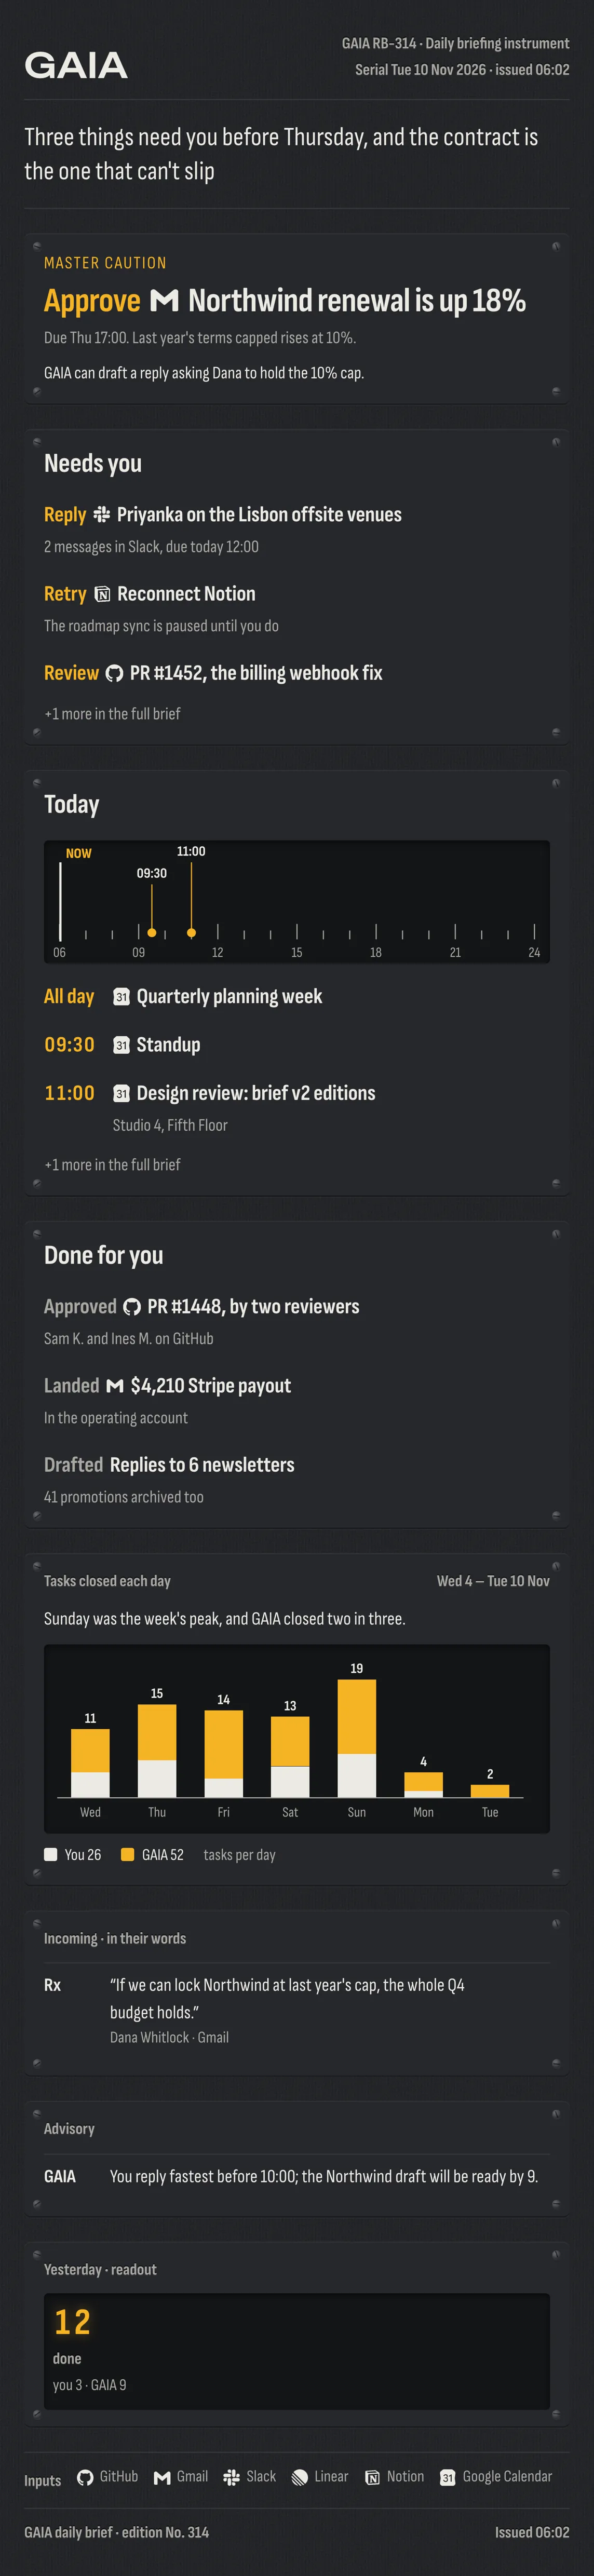 GAIA
GAIA RB-314 · Daily briefing instrument
Serial Tue 10 Nov 2026 · issued 06:02
Three things need you before Thursday, and the contract is
the one that can't slip
MASTER CAUTION
Approve Northwind renewal is up 18%
Due Thu 17:00. Last year's terms capped rises at 10%.
GAIA can draft a reply asking Dana to hold the 10% cap.
Needs you
Reply Priyanka on the Lisbon offsite venues
2 messages in Slack, due today 12:00
Retry Reconnect Notion
The roadmap sync is paused until you do
Review PR #1452, the billing webhook fix
+1 more in the full brief
Today
NOW
11:00
09:30
06 09 12 15 18 21 24
All day 31 Quarterly planning week
09:30 31 Standup
11:00 31 Design review: brief v2 editions
Studio 4, Fifth Floor
+1 more in the full brief
Done for you
Approved PR #1448, by two reviewers
Sam K. and Ines M. on GitHub
Landed $4,210 Stripe payout
In the operating account
Drafted Replies to 6 newsletters
41 promotions archived too
Tasks closed each day Wed 4 – Tue 10 Nov
Sunday was the week's peak, and GAIA closed two in three.
11 15 14 13 19 4 2
Wed Thu Fri Sat Sun Mon Tue
You 26 GAIA 52 tasks per day
Incoming · in their words
Rx “If we can lock Northwind at last year's cap, the whole Q4
budget holds.”
Dana Whitlock · Gmail
Advisory
GAIA You reply fastest before 10:00; the Northwind draft will be ready by 9.
Yesterday · readout
12
done
you 3 · GAIA 9
Inputs GitHub Gmail Slack Linear Notion 31 Google Calendar
GAIA daily brief · edition No. 314 Issued 06:02